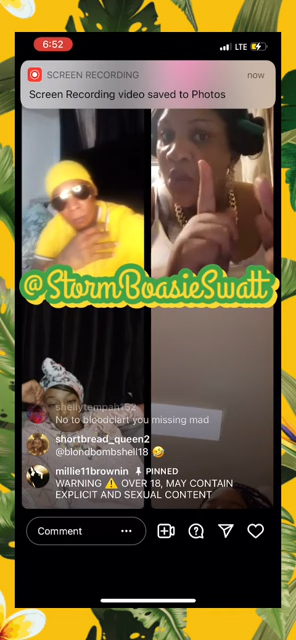 6:52
LTE
SCREEN RECORDING
now
Screen Recording video saved to Photos
@StormBoasieSwatt
shellytempah152
No to bloodclart you missing mad
shortbread_queen2
@blondbombshell18 🤣
millie11brownin PINNED
WARNING ⚠️ OVER 18, MAY CONTAIN
EXPLICIT AND SEXUAL CONTENT
Comment